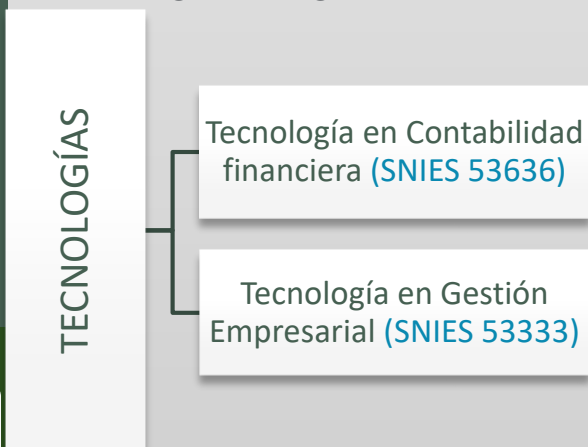 TECNOLOGÍAS
Tecnología en Contabilidad
financiera (SNIES 53636)
Tecnología en Gestión
Empresarial (SNIES 53333)